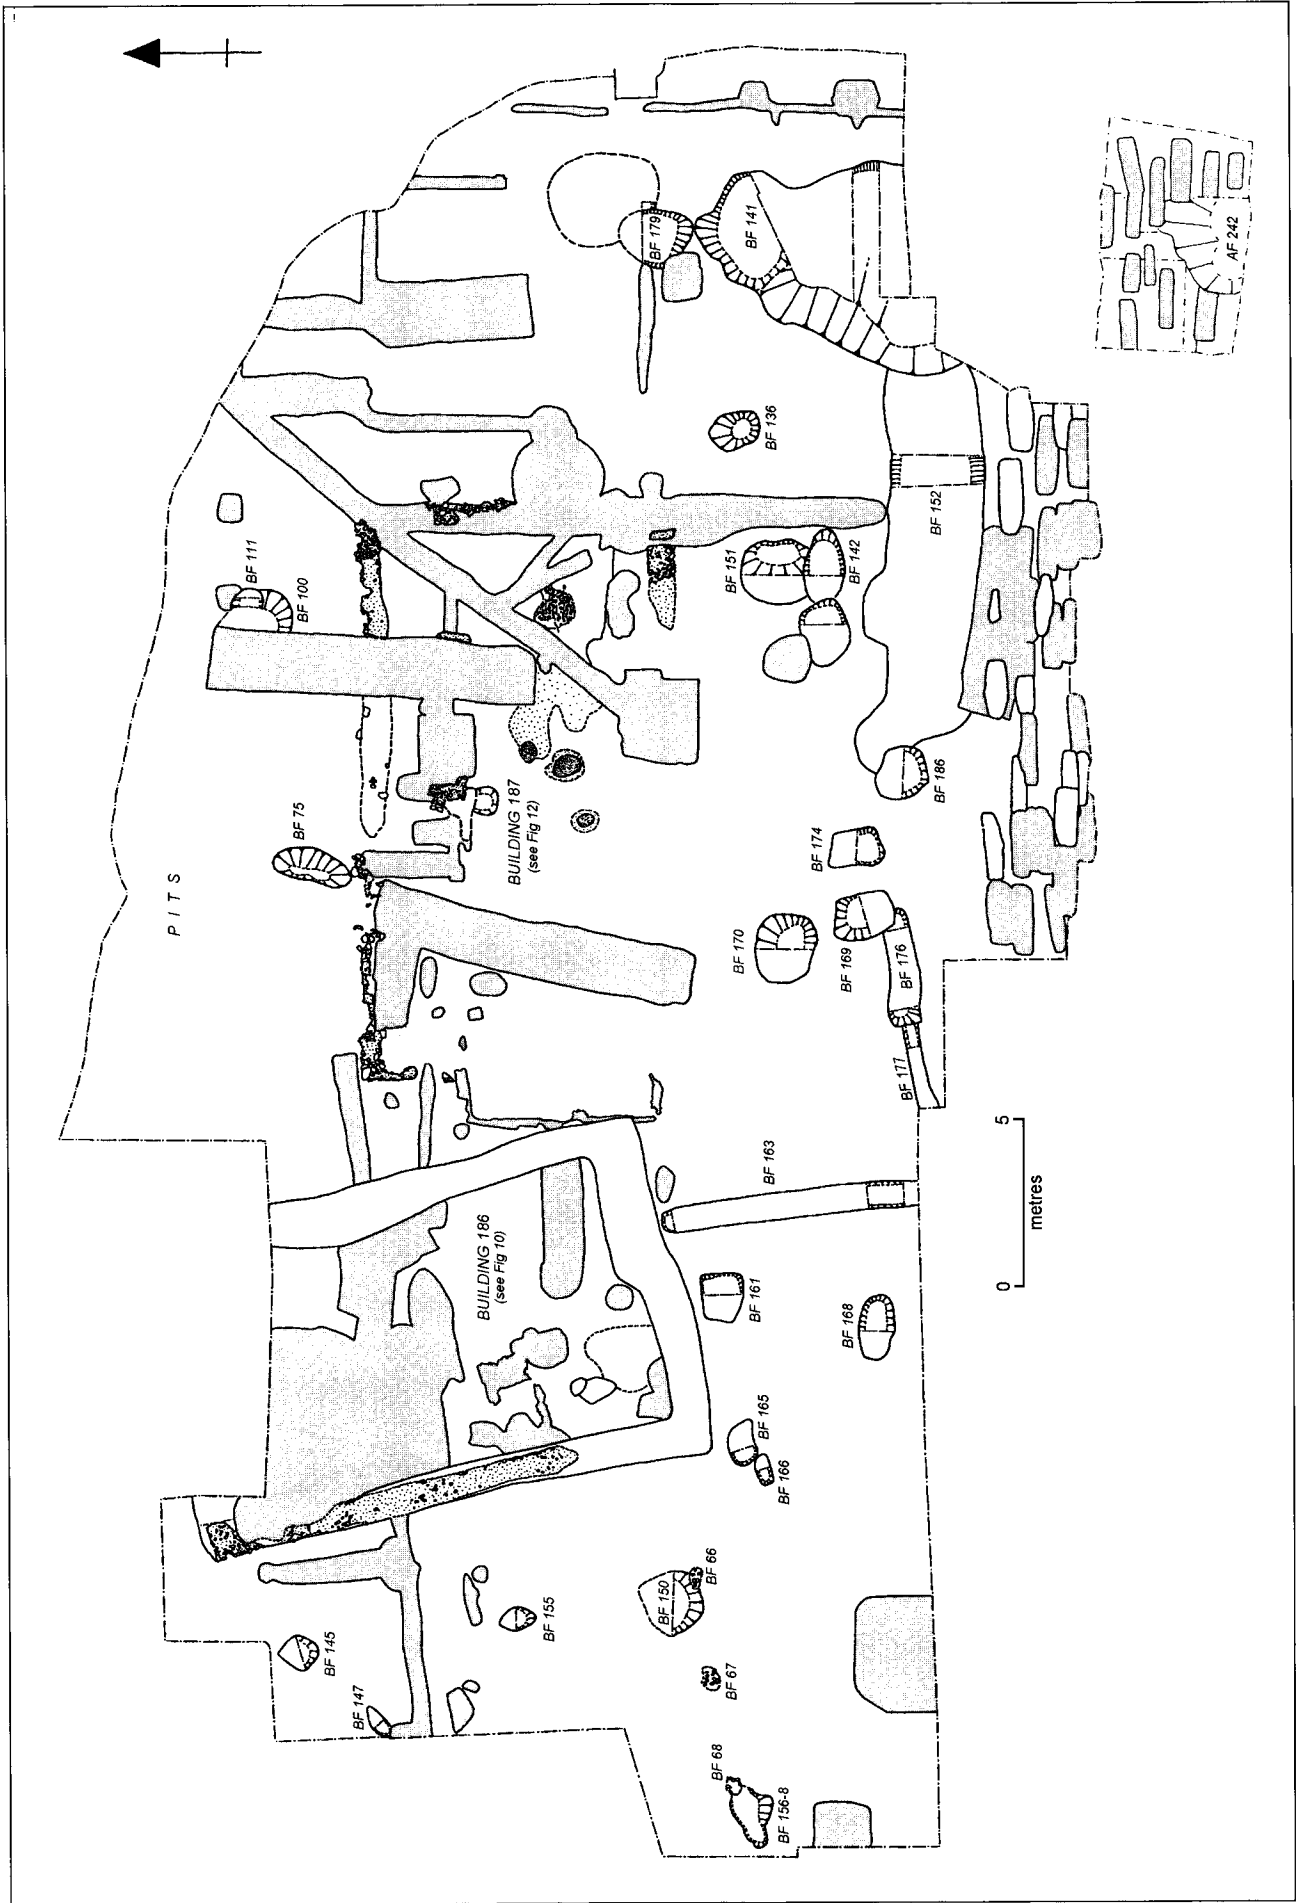 PITS
BF 111
BF 100
BF 75
BF 179
BF 141
BF 136
BF 151
BF 142
BF 152
BF 186
BF 174
BF 170
BF 169
BF 176
BF 177
BUILDING 187
(see Fig 12)
BUILDING 186
(see Fig 10)
BF 163
BF 161
BF 168
BF 165
BF 166
BF 145
BF 147
BF 155
BF 150
BF 66
BF 67
BF 68
BF 156-8
AF 242
0 5
metres